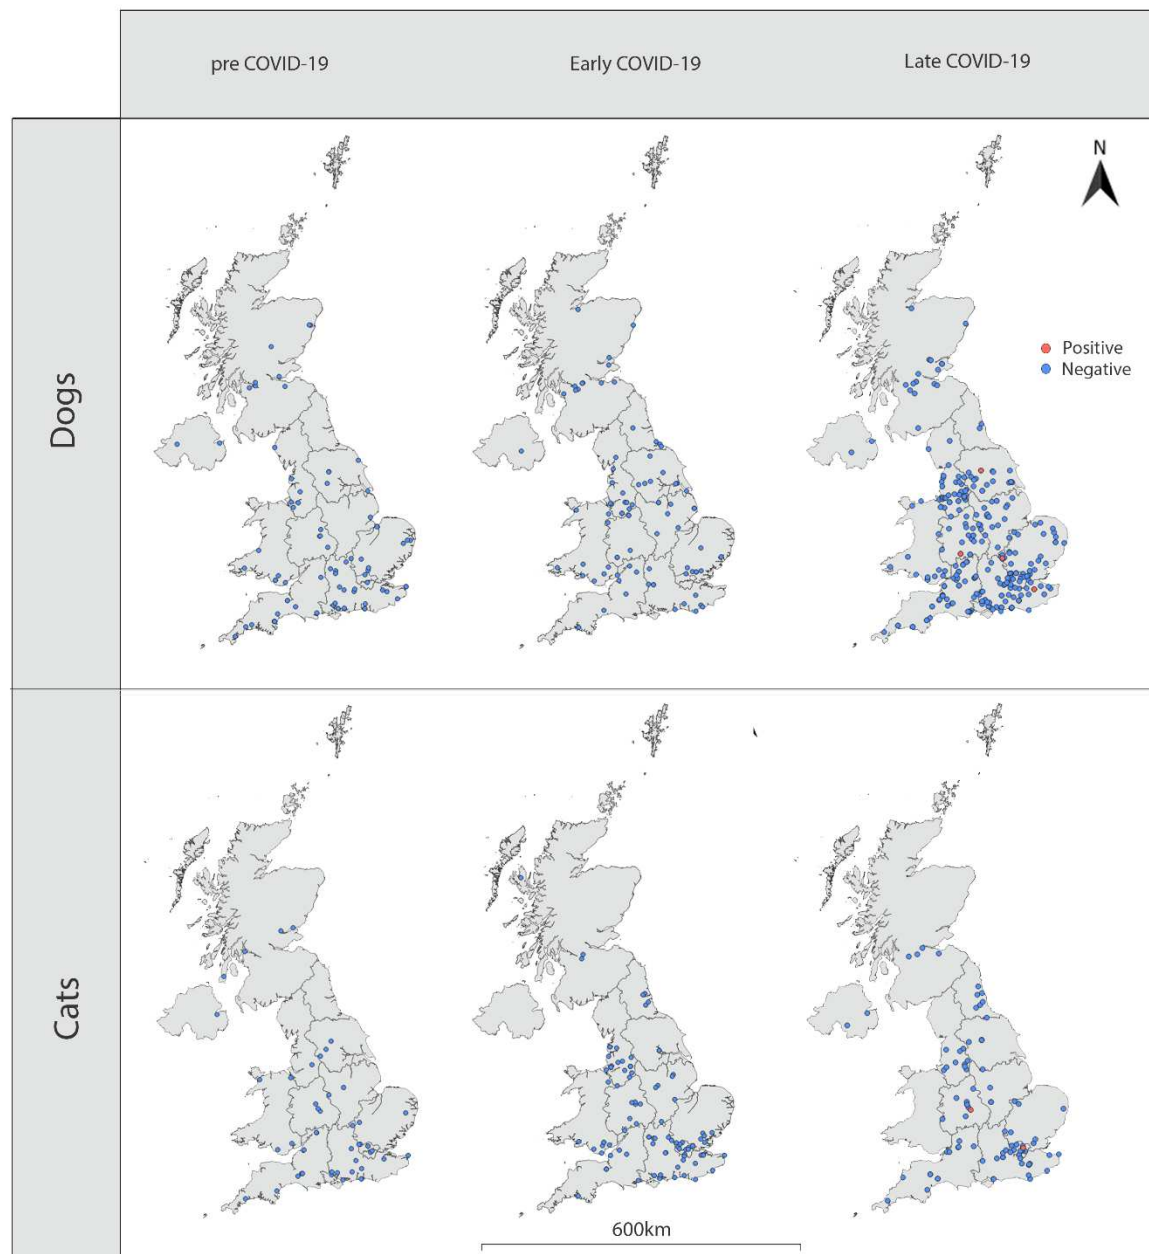 pre COVID-19
Early COVID-19
Late COVID-19
Dogs
N
Positive
Negative
Cats
600km